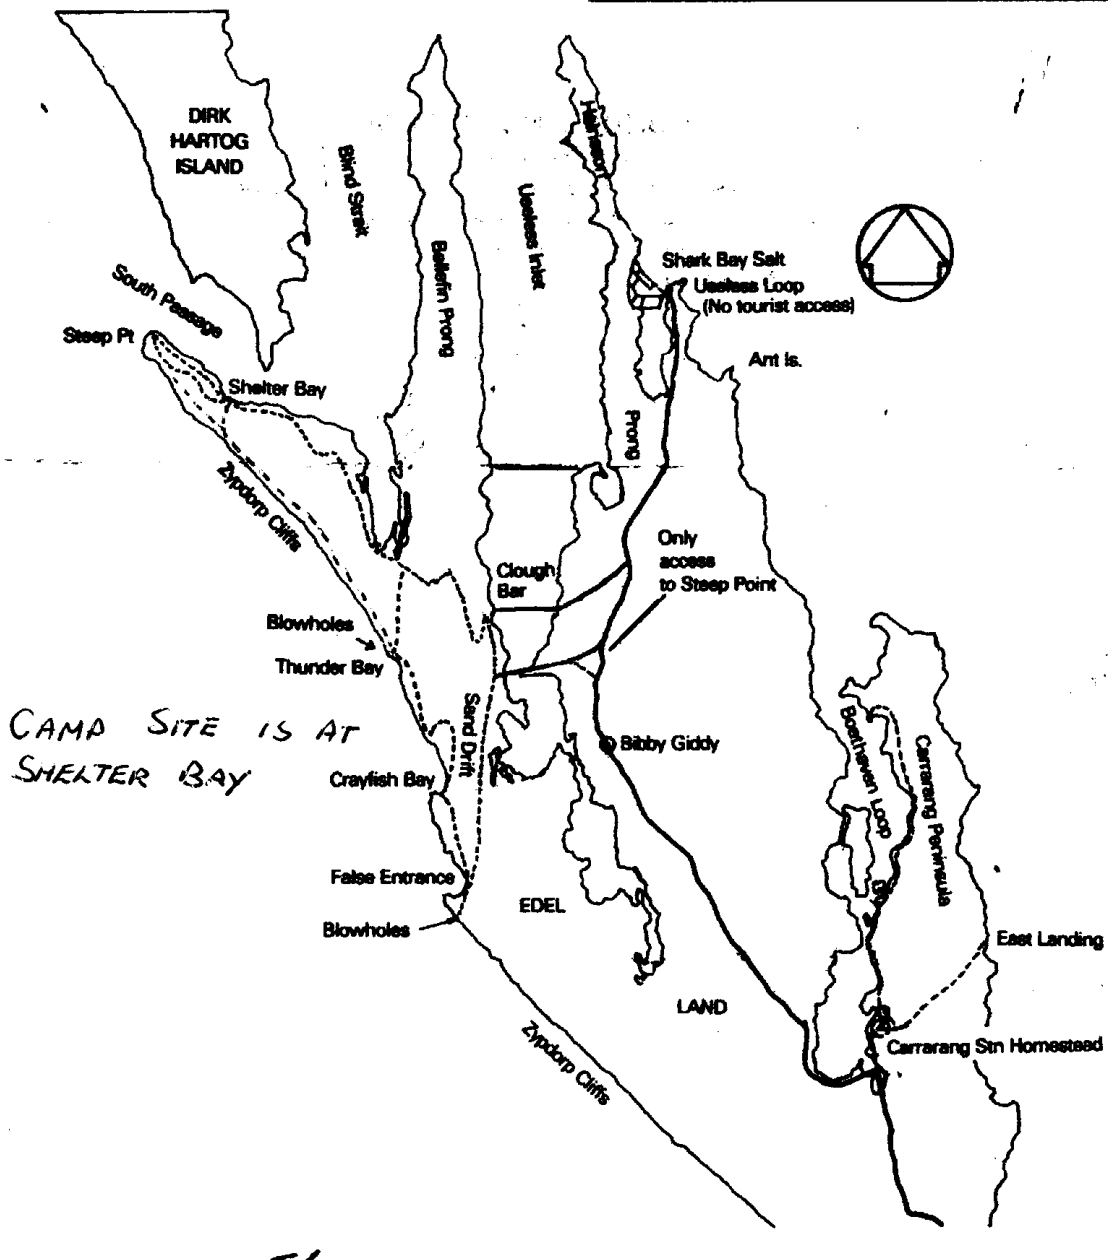 DIRK
HARTOG
ISLAND
Blind Strait
Bellefin Prong
Useless Inlet
Heirisson
Prong
Shark Bay Salt
Useless Loop
(No tourist access)
South Passage
Steep Pt
Shelter Bay
Ant Is.
Zypdorp Cliffs
Only
access
to Steep Point
Clough
Bar
Blowholes
Thunder Bay
CAMP SITE IS AT
SHELTER BAY
Sand Drift
Bibby Giddy
Boathaven Loop
Carrarang Peninsula
Crayfish Bay
False Entrance
EDEL
Blowholes
East Landing
LAND
Zypdorp Cliffs
Carrarang Stn Homestead